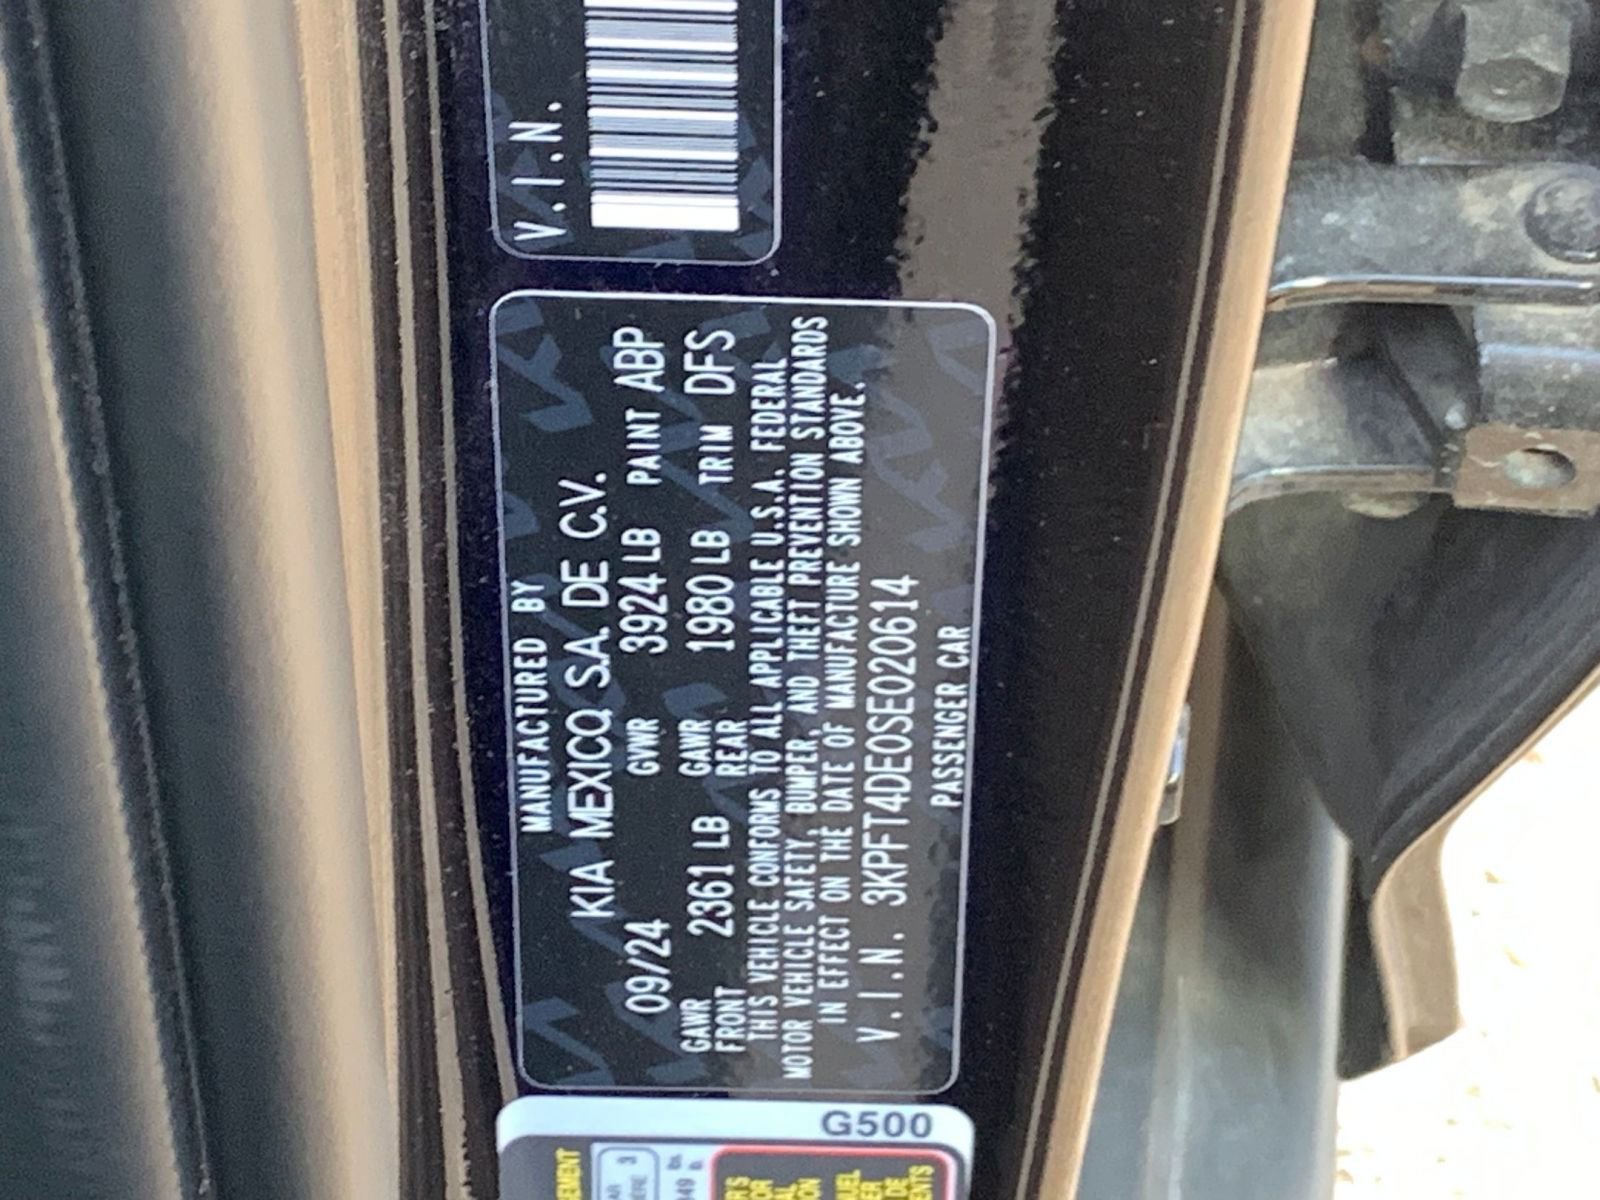 V.I.N.
MANUFACTURED BY
KIA MEXICO, S.A. DE C.V.
09/24 GVWR 3924 LB PAINT ABP
GAWR FRONT 2361 LB GAWR REAR 1980 LB TRIM DFS
THIS VEHICLE CONFORMS TO ALL APPLICABLE U.S.A. FEDERAL
MOTOR VEHICLE SAFETY, BUMPER, AND THEFT PREVENTION STANDARDS
IN EFFECT ON THE DATE OF MANUFACTURE SHOWN ABOVE.
V.I.N. 3KPFT4DE0SE020614
PASSENGER CAR
G500